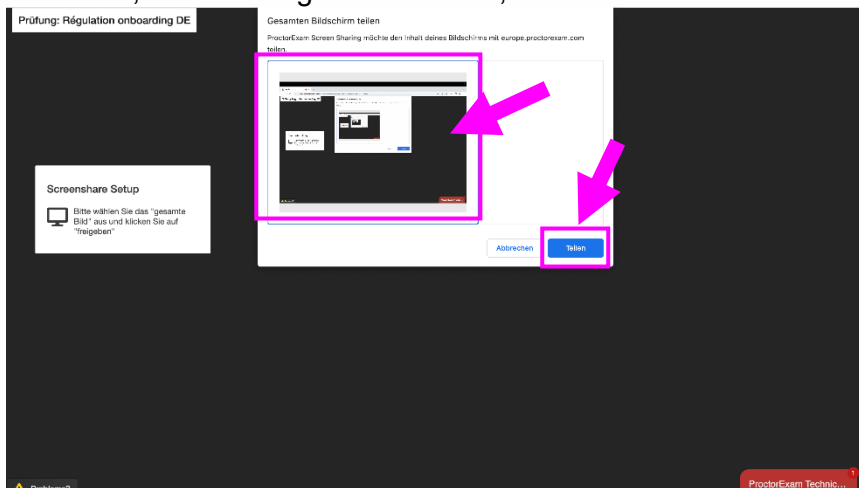 Prüfung: Régulation onboarding DE
Gesamten Bildschirm teilen
ProctorExam Screen Sharing möchte den Inhalt deines Bildschirms mit europe.proctorexam.com
teilen.
Screenshare Setup
Bitte wählen Sie das "gesamte
Bild" aus und klicken Sie auf
"freigeben"
Abbrechen
Teilen
1
ProctorExam Technic...